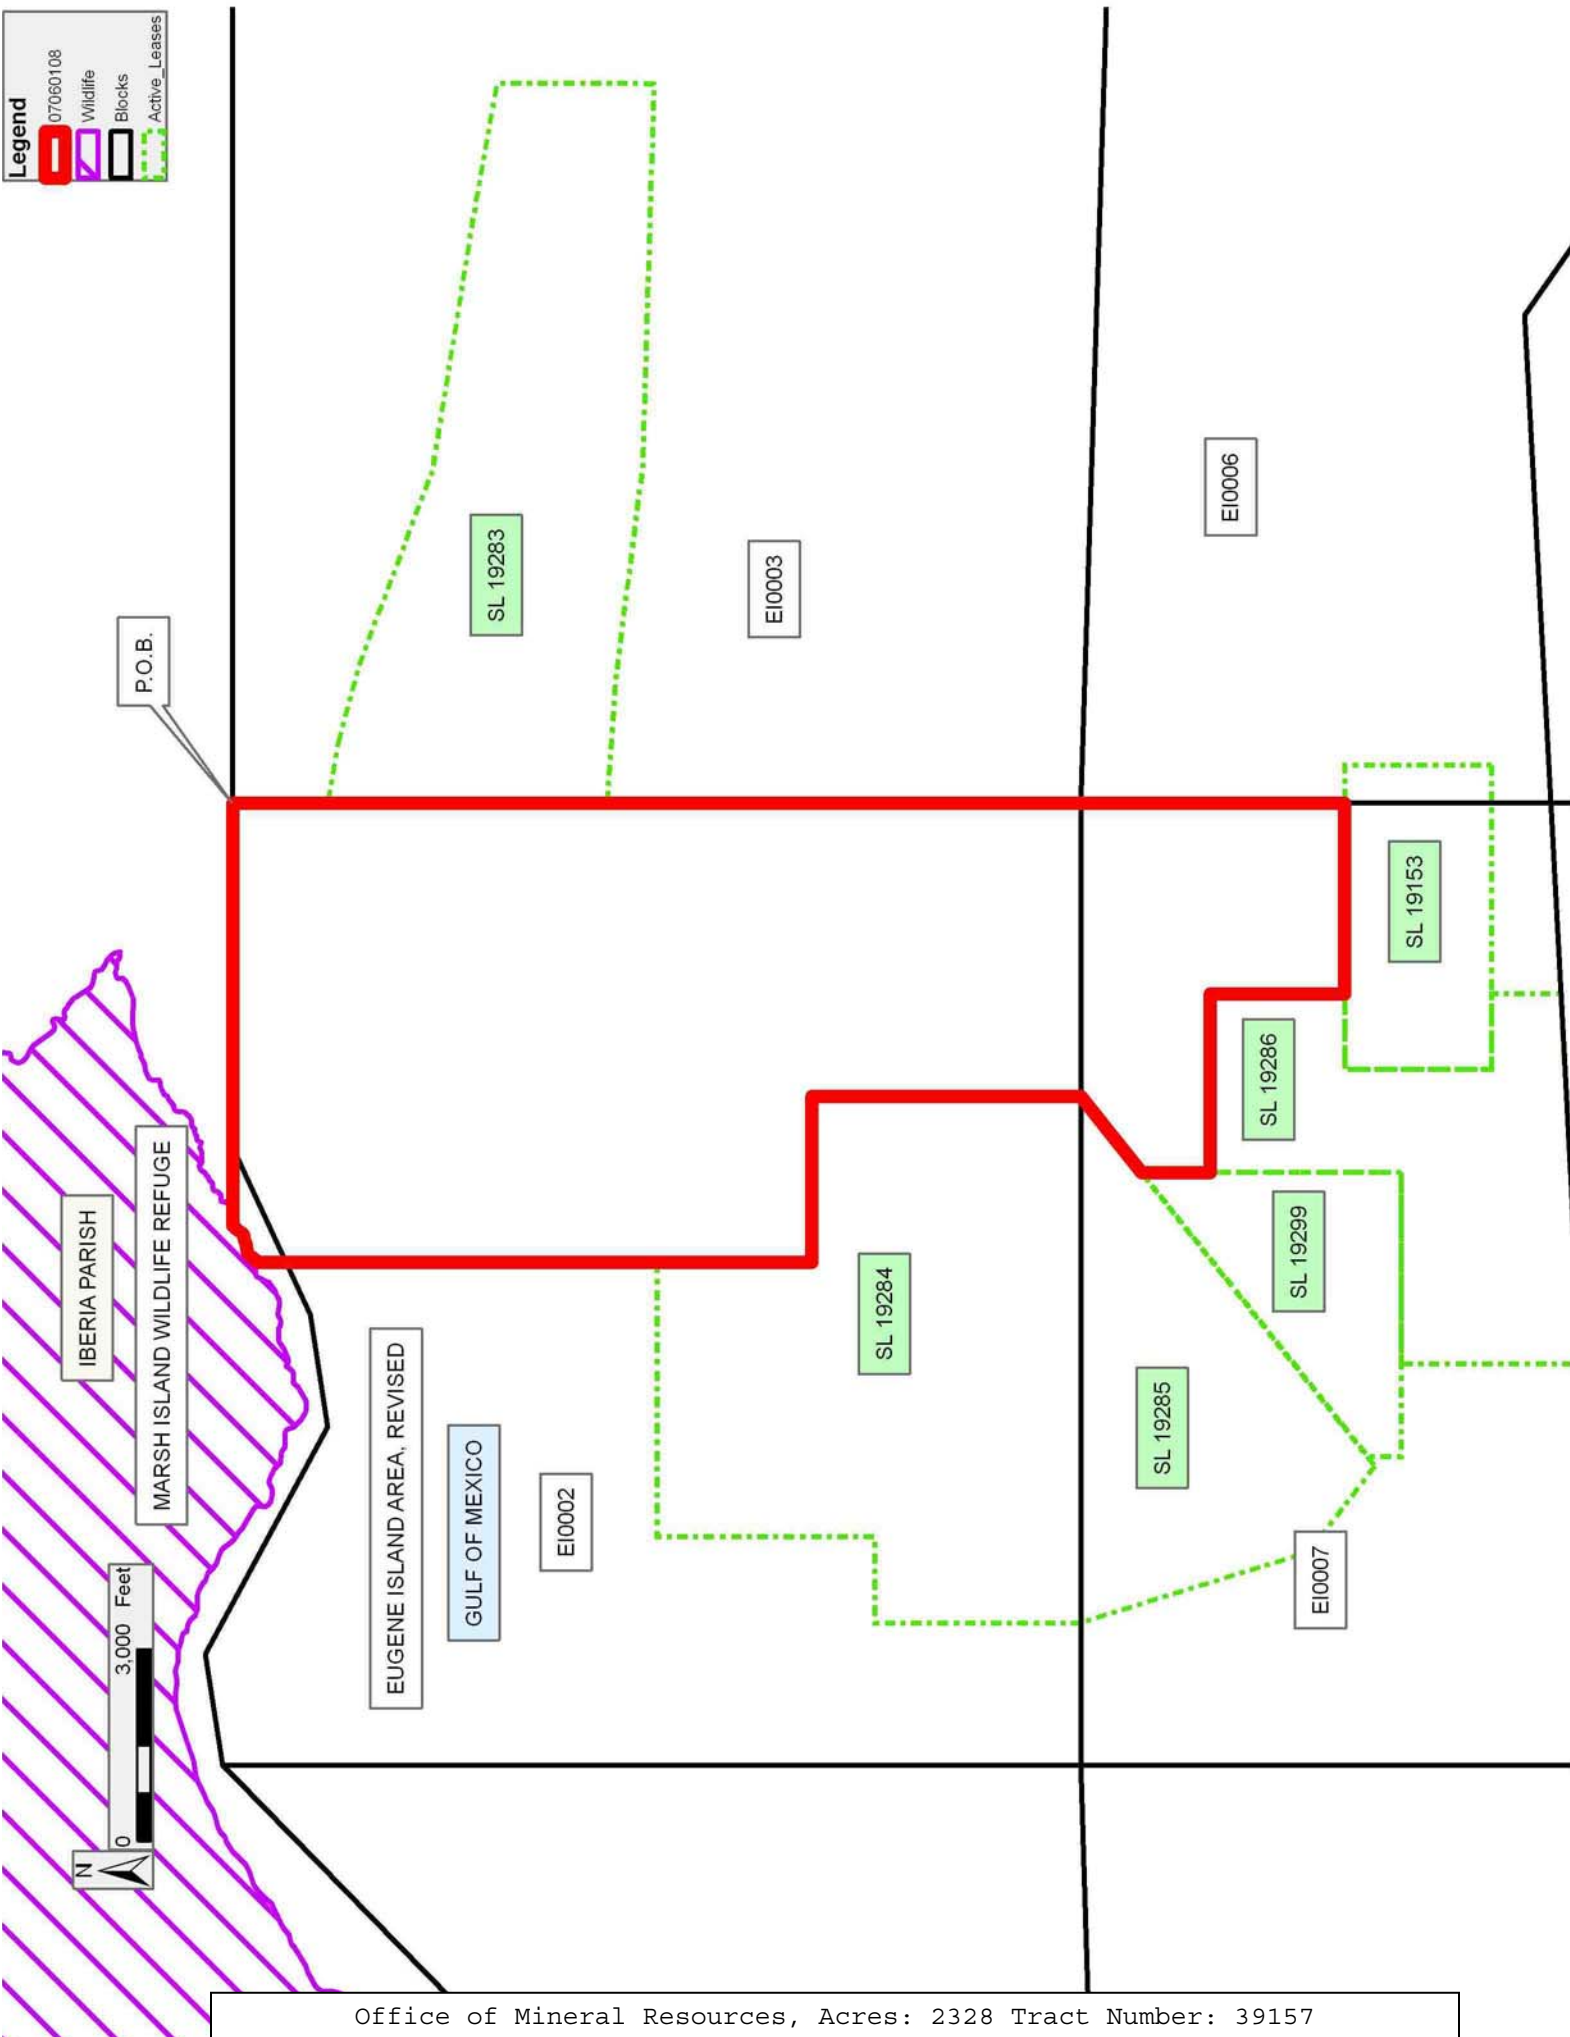 Legend
07060108
Wildlife
Blocks
Active_Leases
P.O.B.
SL 19283
EI0003
EI0006
IBERIA PARISH
MARSH ISLAND WILDLIFE REFUGE
N
0 3,000 Feet
EUGENE ISLAND AREA, REVISED
GULF OF MEXICO
EI0002
SL 19284
SL 19285
SL 19286
SL 19299
SL 19153
EI0007
Office of Mineral Resources, Acres: 2328 Tract Number: 39157